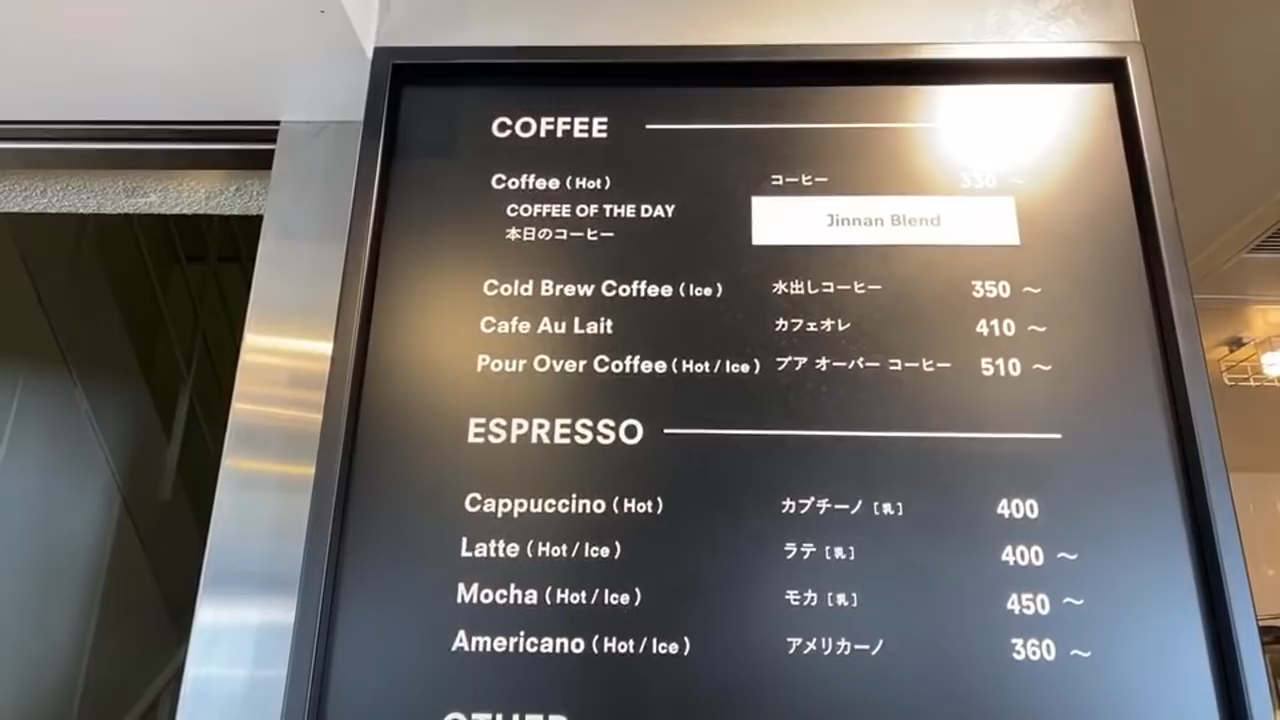 COFFEE
Coffee (Hot) コーヒー 330 〜
COFFEE OF THE DAY Jinnan Blend
本日のコーヒー
Cold Brew Coffee (Ice) 水出しコーヒー 350 〜
Cafe Au Lait カフェオレ 410 〜
Pour Over Coffee (Hot / Ice) プア オーバー コーヒー 510 〜
ESPRESSO
Cappuccino (Hot) カプチーノ [乳] 400
Latte (Hot / Ice) ラテ [乳] 400 〜
Mocha (Hot / Ice) モカ [乳] 450 〜
Americano (Hot / Ice) アメリカーノ 360 〜
OTHER